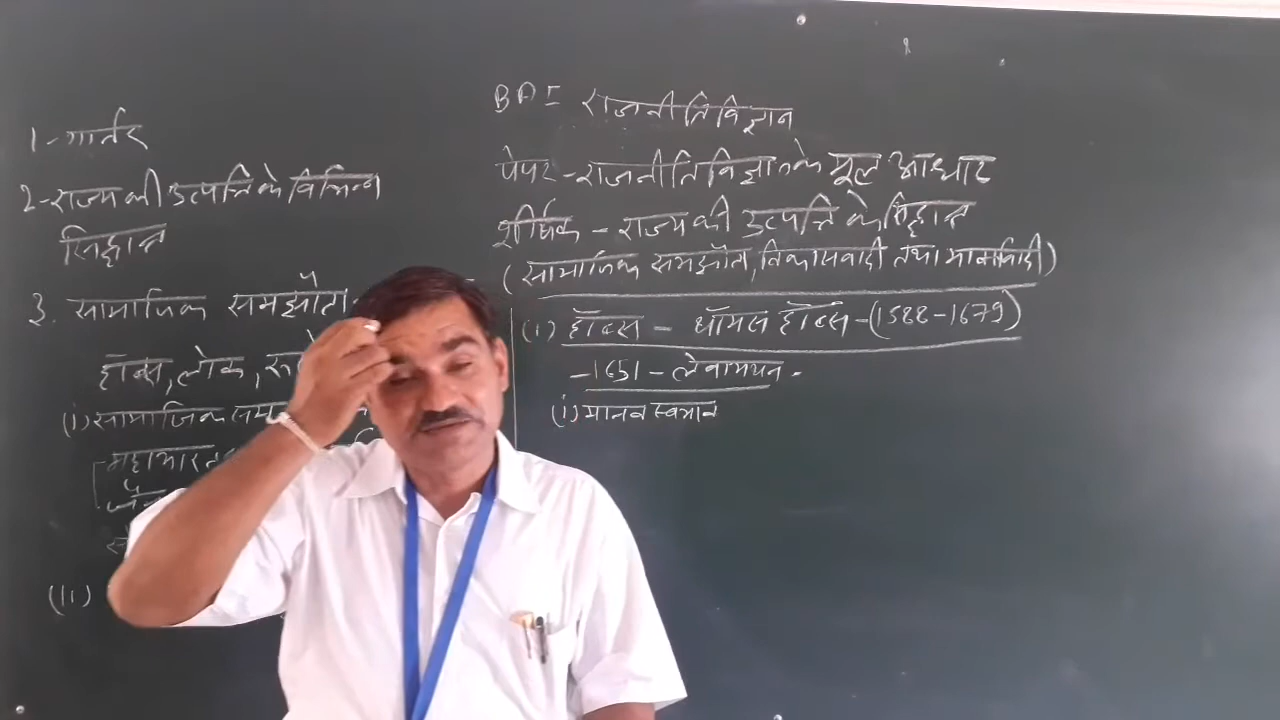 1-गार्नर
2-राज्य की उत्पत्ति के विभिन्न
सिद्धान्त
3. सामाजिक समझौता
हॉब्स, लोक,
(i) सामाजिक
महाभारत
जैन
(ii)
BA I राजनीति विज्ञान
पेपर-राजनीति विज्ञान के मूल आधार
शीर्षक - राज्य की उत्पत्ति के सिद्धान्त
(सामाजिक समझौता, विकासवादी तथा मार्क्सवादी)
(i) हॉब्स - थॉमस हॉब्स-(1588-1679)
-1651 - लेवायथन -
(i) मानव स्वभाव